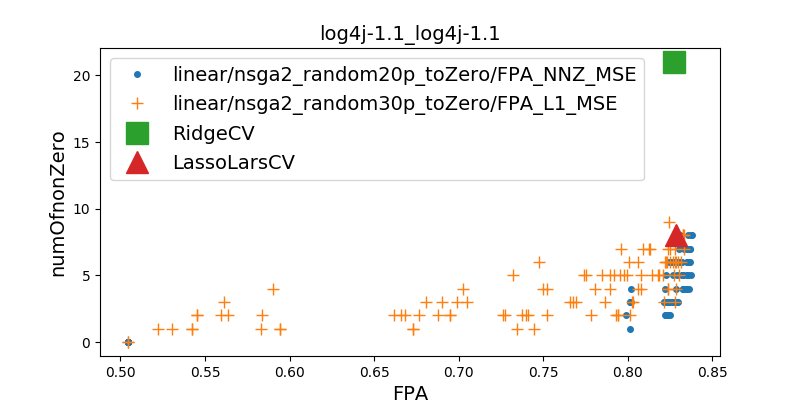 log4j-1.1_log4j-1.1
linear/nsga2_random20p_toZero/FPA_NNZ_MSE
linear/nsga2_random30p_toZero/FPA_L1_MSE
RidgeCV
LassoLarsCV
numOfnonZero
20
15
10
5
0
0.50 0.55 0.60 0.65 0.70 0.75 0.80 0.85
FPA